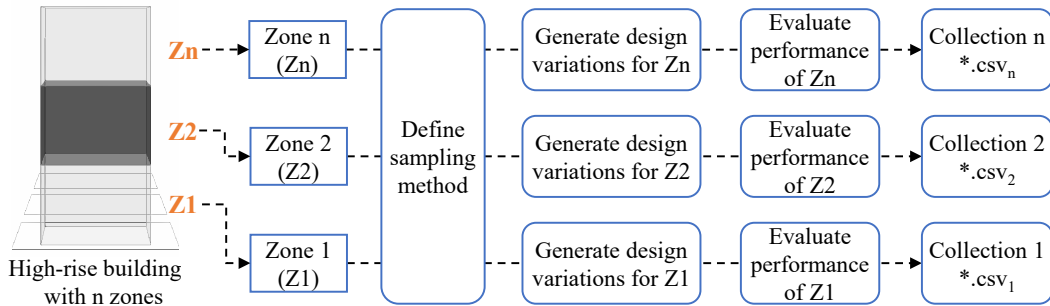 Zn
Zone n
(Zn)
Generate design
variations for Zn
Evaluate
performance
of Zn
Collection n
*.csvₙ
Z2
Zone 2
(Z2)
Define
sampling
method
Generate design
variations for Z2
Evaluate
performance
of Z2
Collection 2
*.csv₂
Z1
Zone 1
(Z1)
Generate design
variations for Z1
Evaluate
performance
of Z1
Collection 1
*.csv₁
High-rise building
with n zones